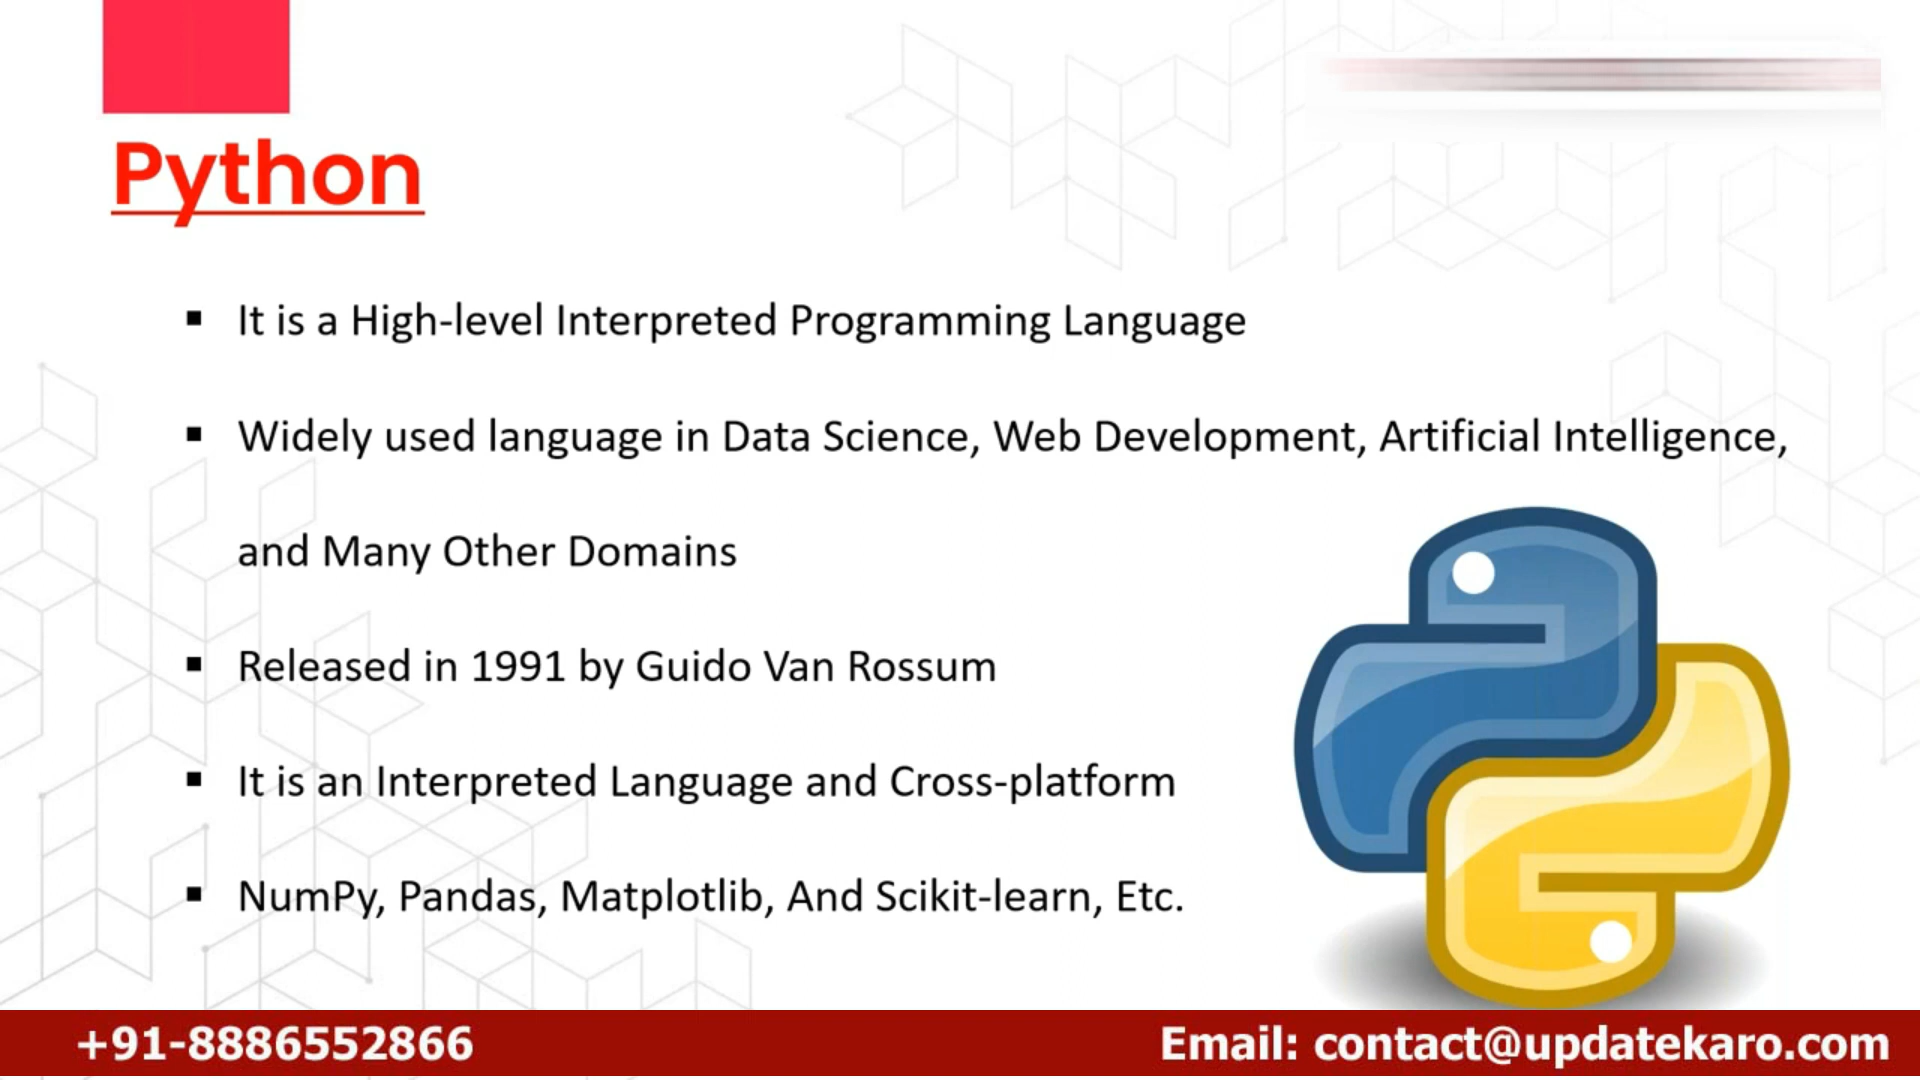 Python
▪ It is a High-level Interpreted Programming Language
▪ Widely used language in Data Science, Web Development, Artificial Intelligence,
and Many Other Domains
▪ Released in 1991 by Guido Van Rossum
▪ It is an Interpreted Language and Cross-platform
▪ NumPy, Pandas, Matplotlib, And Scikit-learn, Etc.
+91-8886552866
Email: contact@updatekaro.com